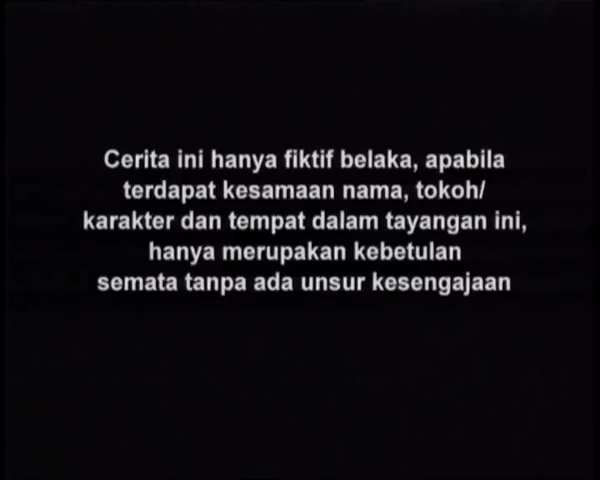 Cerita ini hanya fiktif belaka, apabila
terdapat kesamaan nama, tokoh/
karakter dan tempat dalam tayangan ini,
hanya merupakan kebetulan
semata tanpa ada unsur kesengajaan